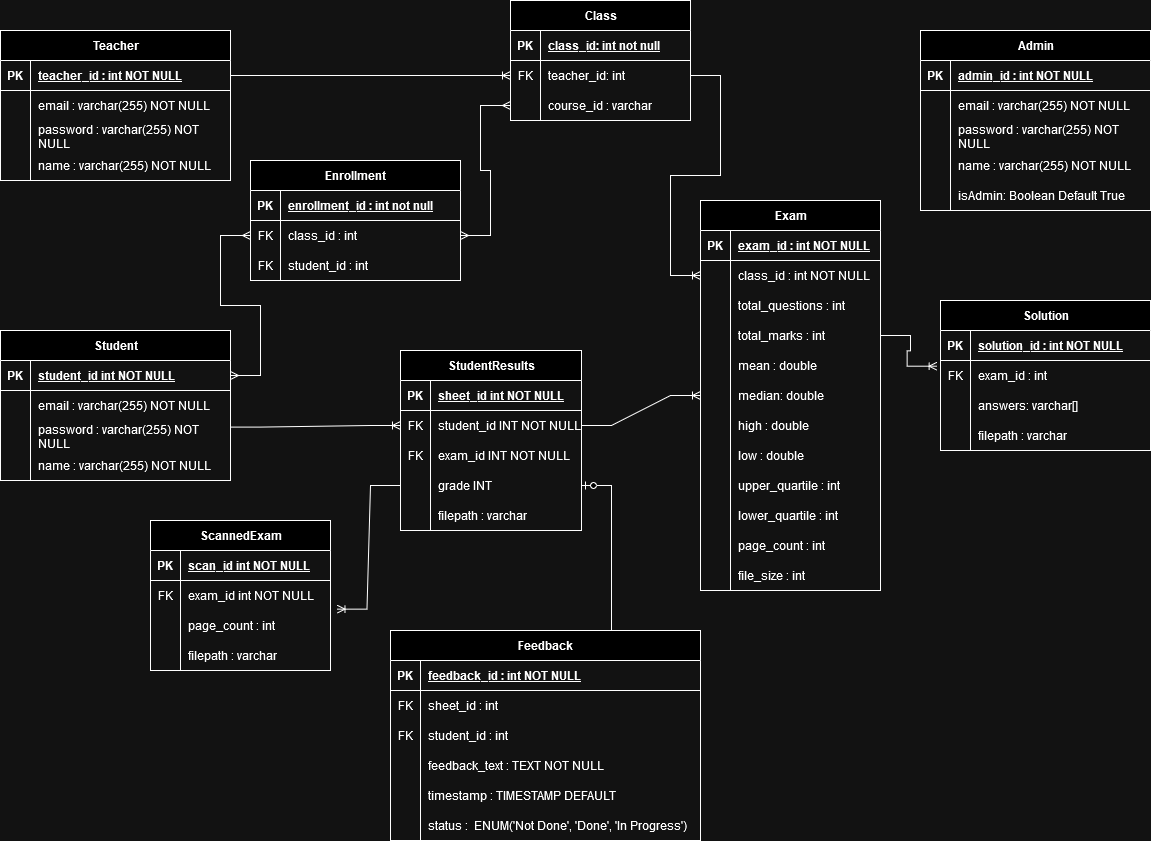 Class
PK class_id: int not null
FK teacher_id: int
course_id : varchar
Teacher
PK teacher_id : int NOT NULL
email : varchar(255) NOT NULL
password : varchar(255) NOT
NULL
name : varchar(255) NOT NULL
Admin
PK admin_id : int NOT NULL
email : varchar(255) NOT NULL
password : varchar(255) NOT
NULL
name : varchar(255) NOT NULL
isAdmin: Boolean Default True
Enrollment
PK enrollment_id : int not null
FK class_id : int
FK student_id : int
Exam
PK exam_id : int NOT NULL
class_id : int NOT NULL
total_questions : int
total_marks : int
mean : double
median: double
high : double
low : double
upper_quartile : int
lower_quartile : int
page_count : int
file_size : int
Solution
PK solution_id : int NOT NULL
FK exam_id : int
answers: varchar[]
filepath : varchar
Student
PK student_id int NOT NULL
email : varchar(255) NOT NULL
password : varchar(255) NOT
NULL
name : varchar(255) NOT NULL
StudentResults
PK sheet_id int NOT NULL
FK student_id INT NOT NULL
FK exam_id INT NOT NULL
grade INT
filepath : varchar
ScannedExam
PK scan_id int NOT NULL
FK exam_id int NOT NULL
page_count : int
filepath : varchar
Feedback
PK feedback_id : int NOT NULL
FK sheet_id : int
FK student_id : int
feedback_text : TEXT NOT NULL
timestamp : TIMESTAMP DEFAULT
status : ENUM('Not Done', 'Done', 'In Progress')